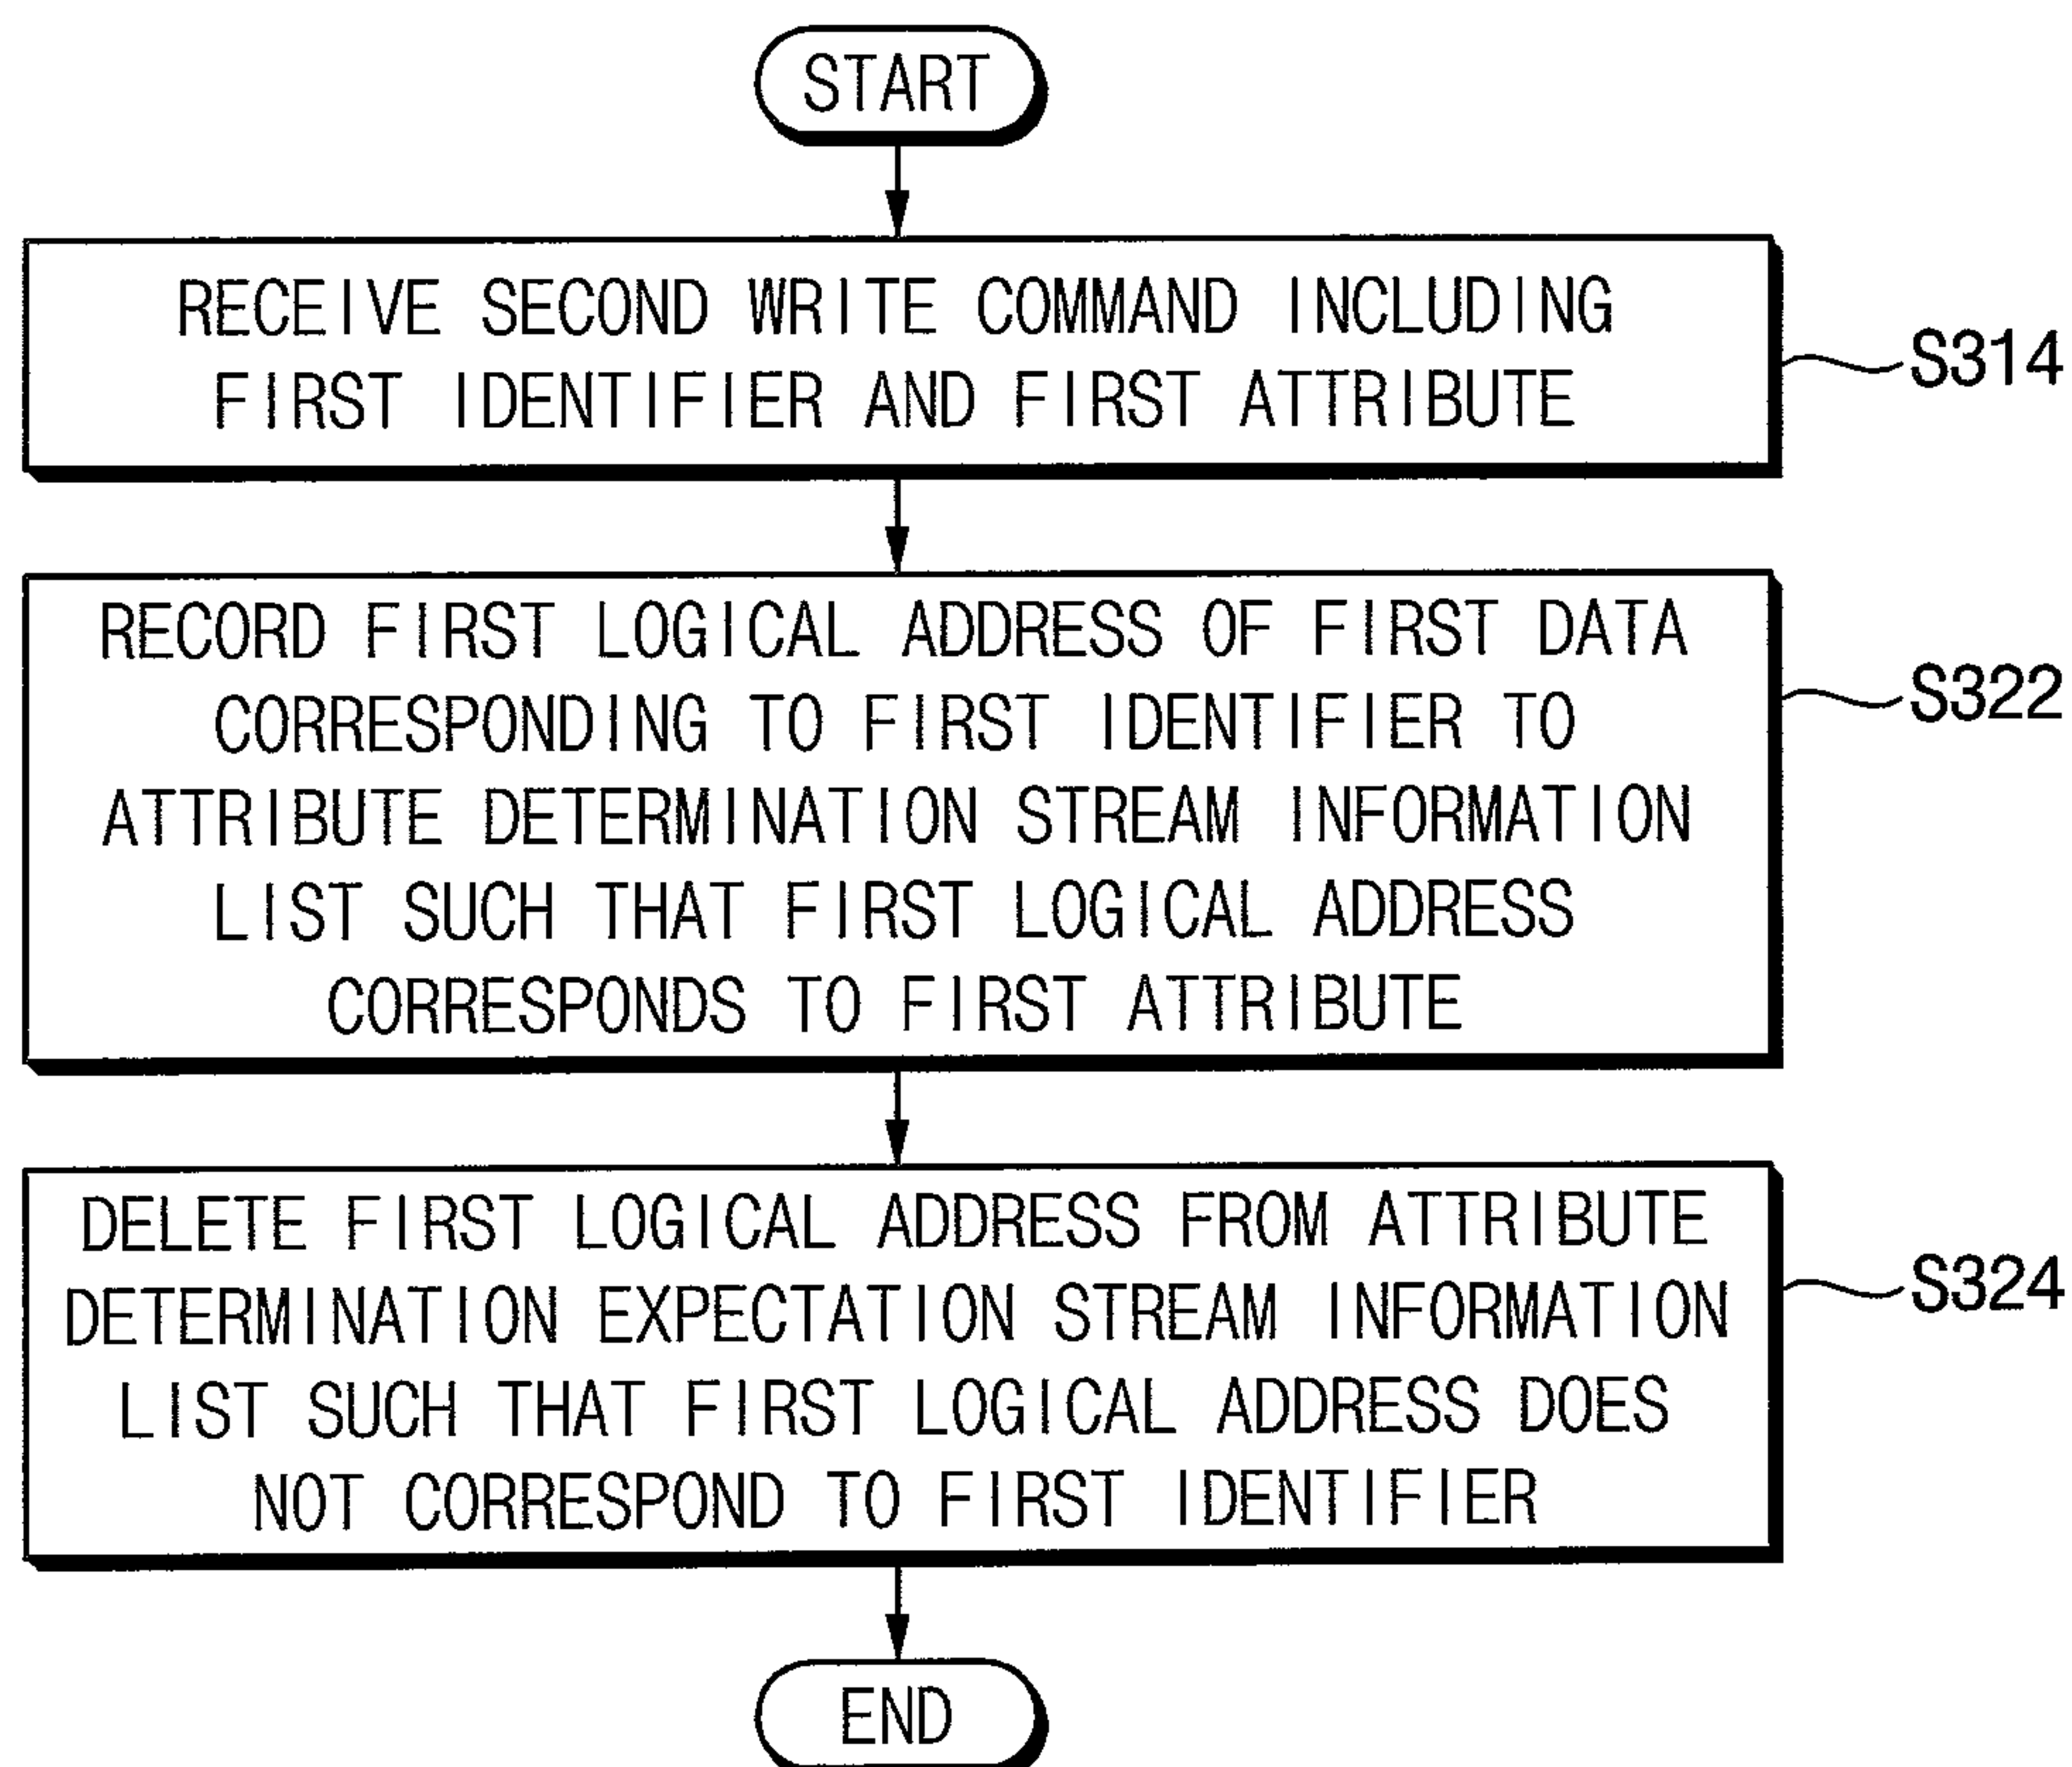 START
RECEIVE SECOND WRITE COMMAND INCLUDING
FIRST IDENTIFIER AND FIRST ATTRIBUTE
S314
RECORD FIRST LOGICAL ADDRESS OF FIRST DATA
CORRESPONDING TO FIRST IDENTIFIER TO
ATTRIBUTE DETERMINATION STREAM INFORMATION
LIST SUCH THAT FIRST LOGICAL ADDRESS
CORRESPONDS TO FIRST ATTRIBUTE
S322
DELETE FIRST LOGICAL ADDRESS FROM ATTRIBUTE
DETERMINATION EXPECTATION STREAM INFORMATION
LIST SUCH THAT FIRST LOGICAL ADDRESS DOES
NOT CORRESPOND TO FIRST IDENTIFIER
S324
END